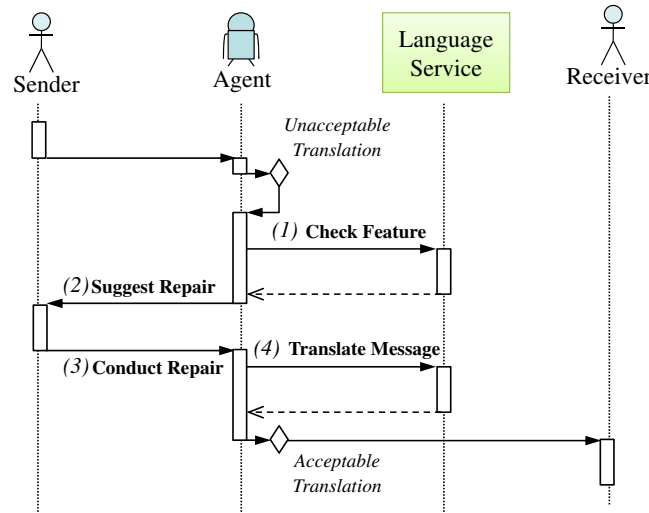 Sender
Agent
Language
Service
Receiver
Unacceptable
Translation
(1) Check Feature
(2) Suggest Repair
(3) Conduct Repair
(4) Translate Message
Acceptable
Translation